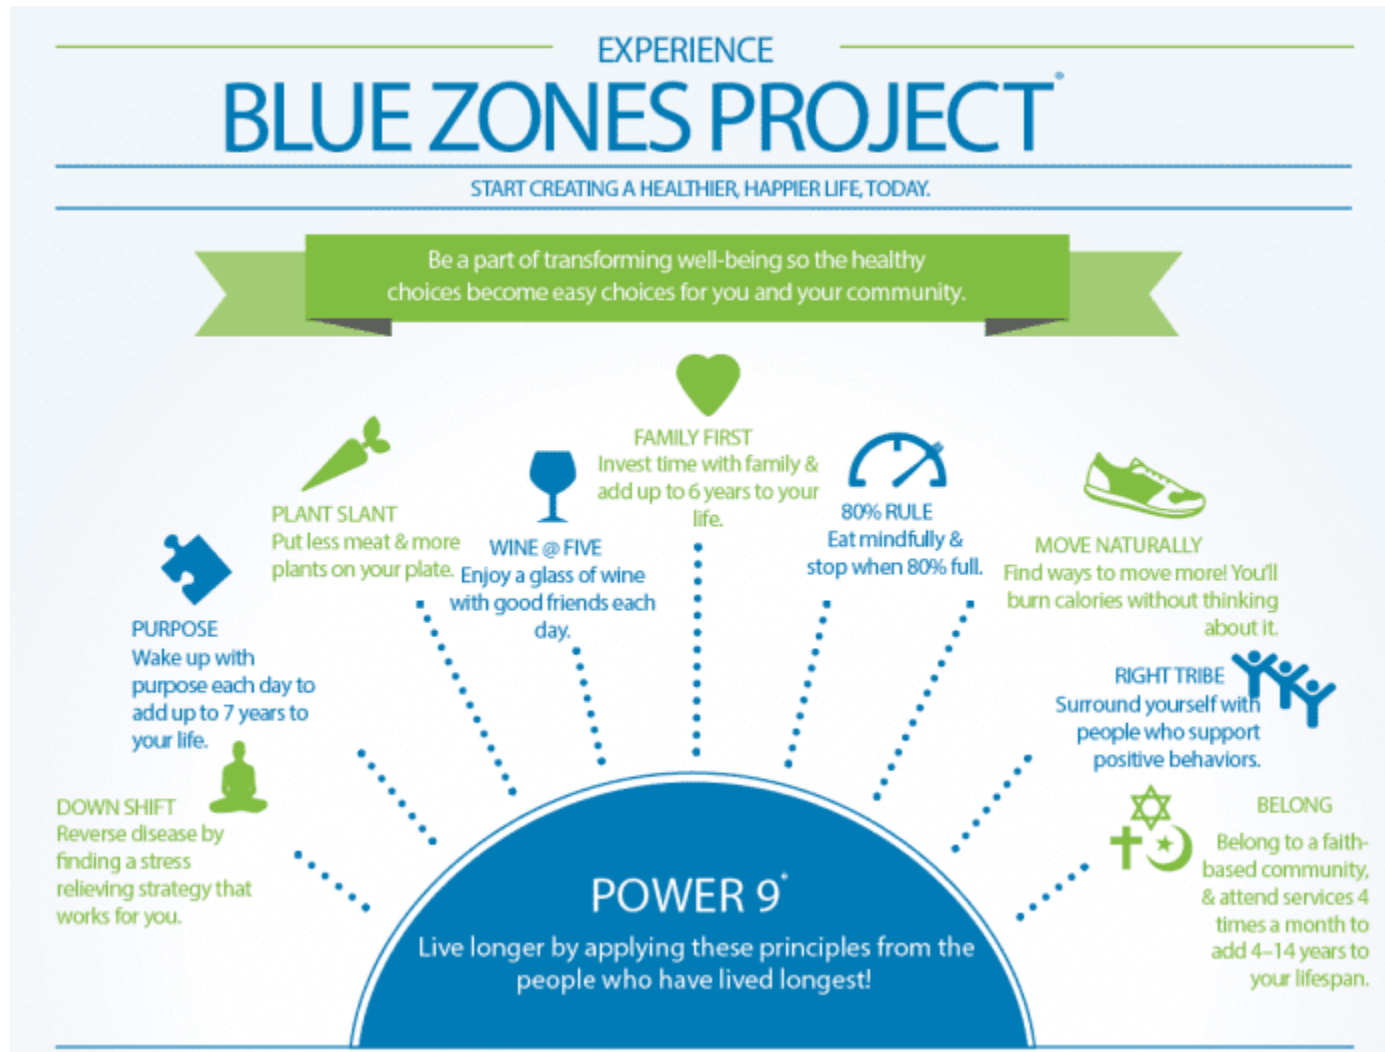 EXPERIENCE
BLUE ZONES PROJECT®
START CREATING A HEALTHIER, HAPPIER LIFE, TODAY.
Be a part of transforming well-being so the healthy
choices become easy choices for you and your community.
DOWN SHIFT
Reverse disease by
finding a stress
relieving strategy that
works for you.
PURPOSE
Wake up with
purpose each day to
add up to 7 years to
your life.
PLANT SLANT
Put less meat & more
plants on your plate.
WINE @ FIVE
Enjoy a glass of wine
with good friends each
day.
FAMILY FIRST
Invest time with family &
add up to 6 years to your
life.
80% RULE
Eat mindfully &
stop when 80% full.
MOVE NATURALLY
Find ways to move more! You'll
burn calories without thinking
about it.
RIGHT TRIBE
Surround yourself with
people who support
positive behaviors.
BELONG
Belong to a faith-
based community,
& attend services 4
times a month to
add 4–14 years to
your lifespan.
POWER 9®
Live longer by applying these principles from the
people who have lived longest!